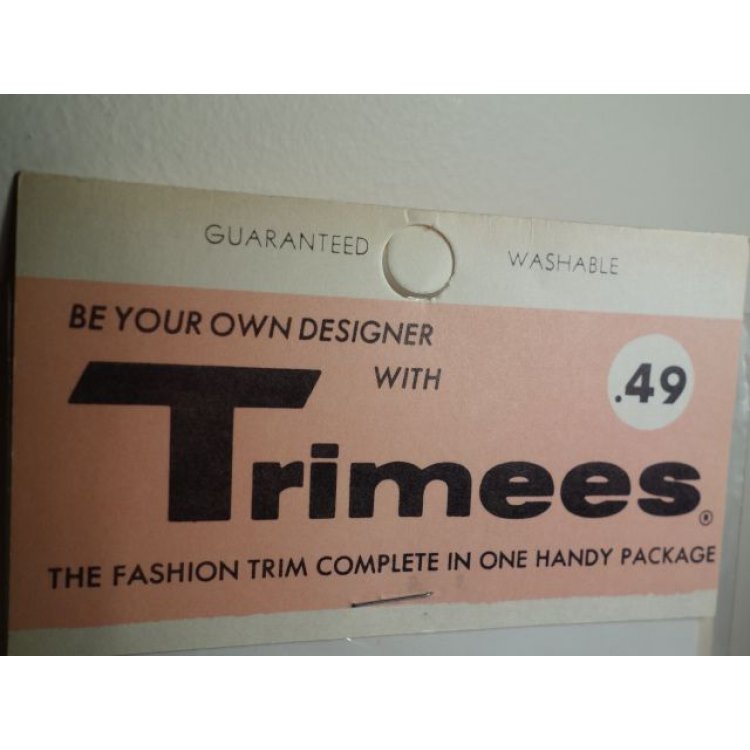 GUARANTEED WASHABLE
BE YOUR OWN DESIGNER
WITH
.49
Trimees®
THE FASHION TRIM COMPLETE IN ONE HANDY PACKAGE